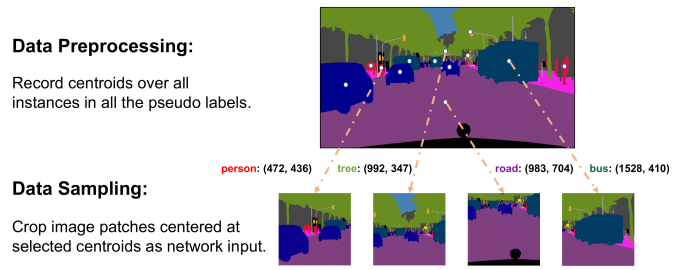 Data Preprocessing:
Record centroids over all
instances in all the pseudo labels.
person: (472, 436) tree: (992, 347) road: (983, 704) bus: (1528, 410)
Data Sampling:
Crop image patches centered at
selected centroids as network input.